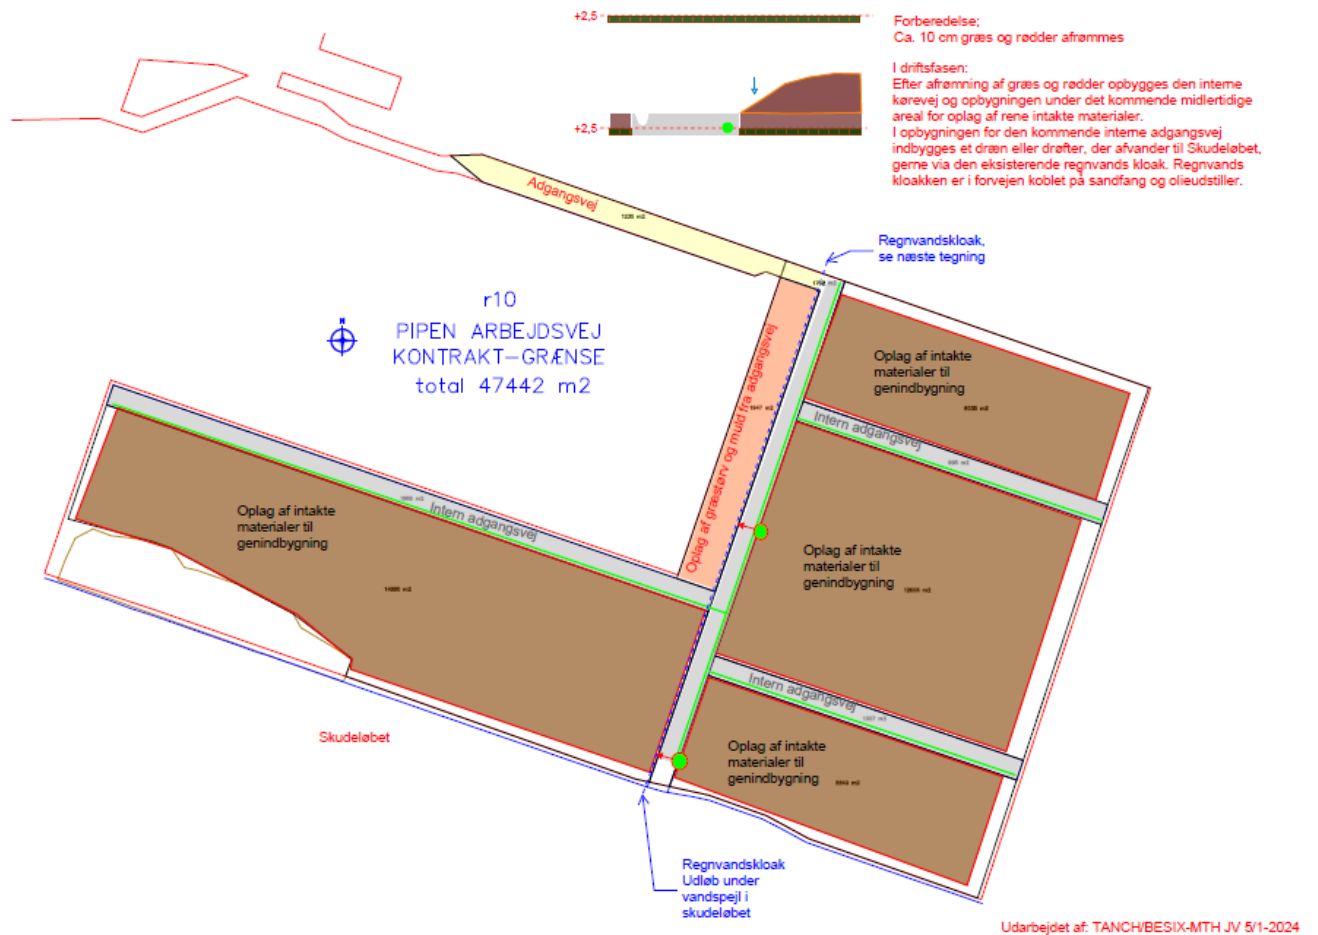 +2,5
Forberedelse;
Ca. 10 cm græs og rødder afrømmes
I driftsfasen:
Efter afrømning af græs og rødder opbygges den interne
kørevej og opbygningen under det kommende midlertidige
areal for oplag af rene intakte materialer.
+2,5
I opbygningen for den kommende interne adgangsvej
indbygges et dræn eller drøfter, der afvander til Skudeløbet,
gerne via den eksisterende regnvands kloak. Regnvands
kloakken er i forvejen koblet på sandfang og olieudstiller.
Adgangsvej
Regnvandskloak,
se næste tegning
N
r10
PIPEN ARBEJDSVEJ
KONTRAKT-GRÆNSE
total 47442 m2
Oplag af græstørv og muld fra adgangsvej
Oplag af intakte
materialer til
genindbygning
Intern adgangsvej
Oplag af intakte
materialer til
genindbygning
Intern adgangsvej
Oplag af intakte
materialer til
genindbygning
Intern adgangsvej
Skudeløbet
Oplag af intakte
materialer til
genindbygning
Regnvandskloak
Udløb under
vandspejl i
skudeløbet
Udarbejdet af: TANCH/BESIX-MTH JV 5/1-2024